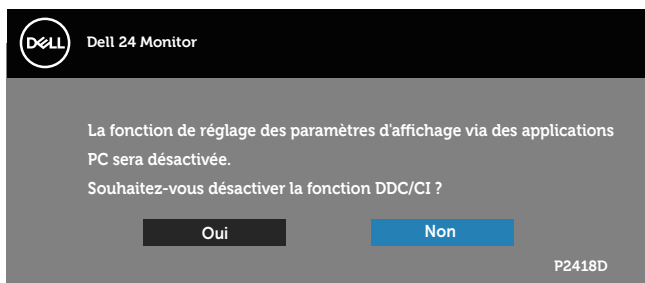 DELL
Dell 24 Monitor
La fonction de réglage des paramètres d'affichage via des applications
PC sera désactivée.
Souhaitez-vous désactiver la fonction DDC/CI ?
Oui
Non
P2418D